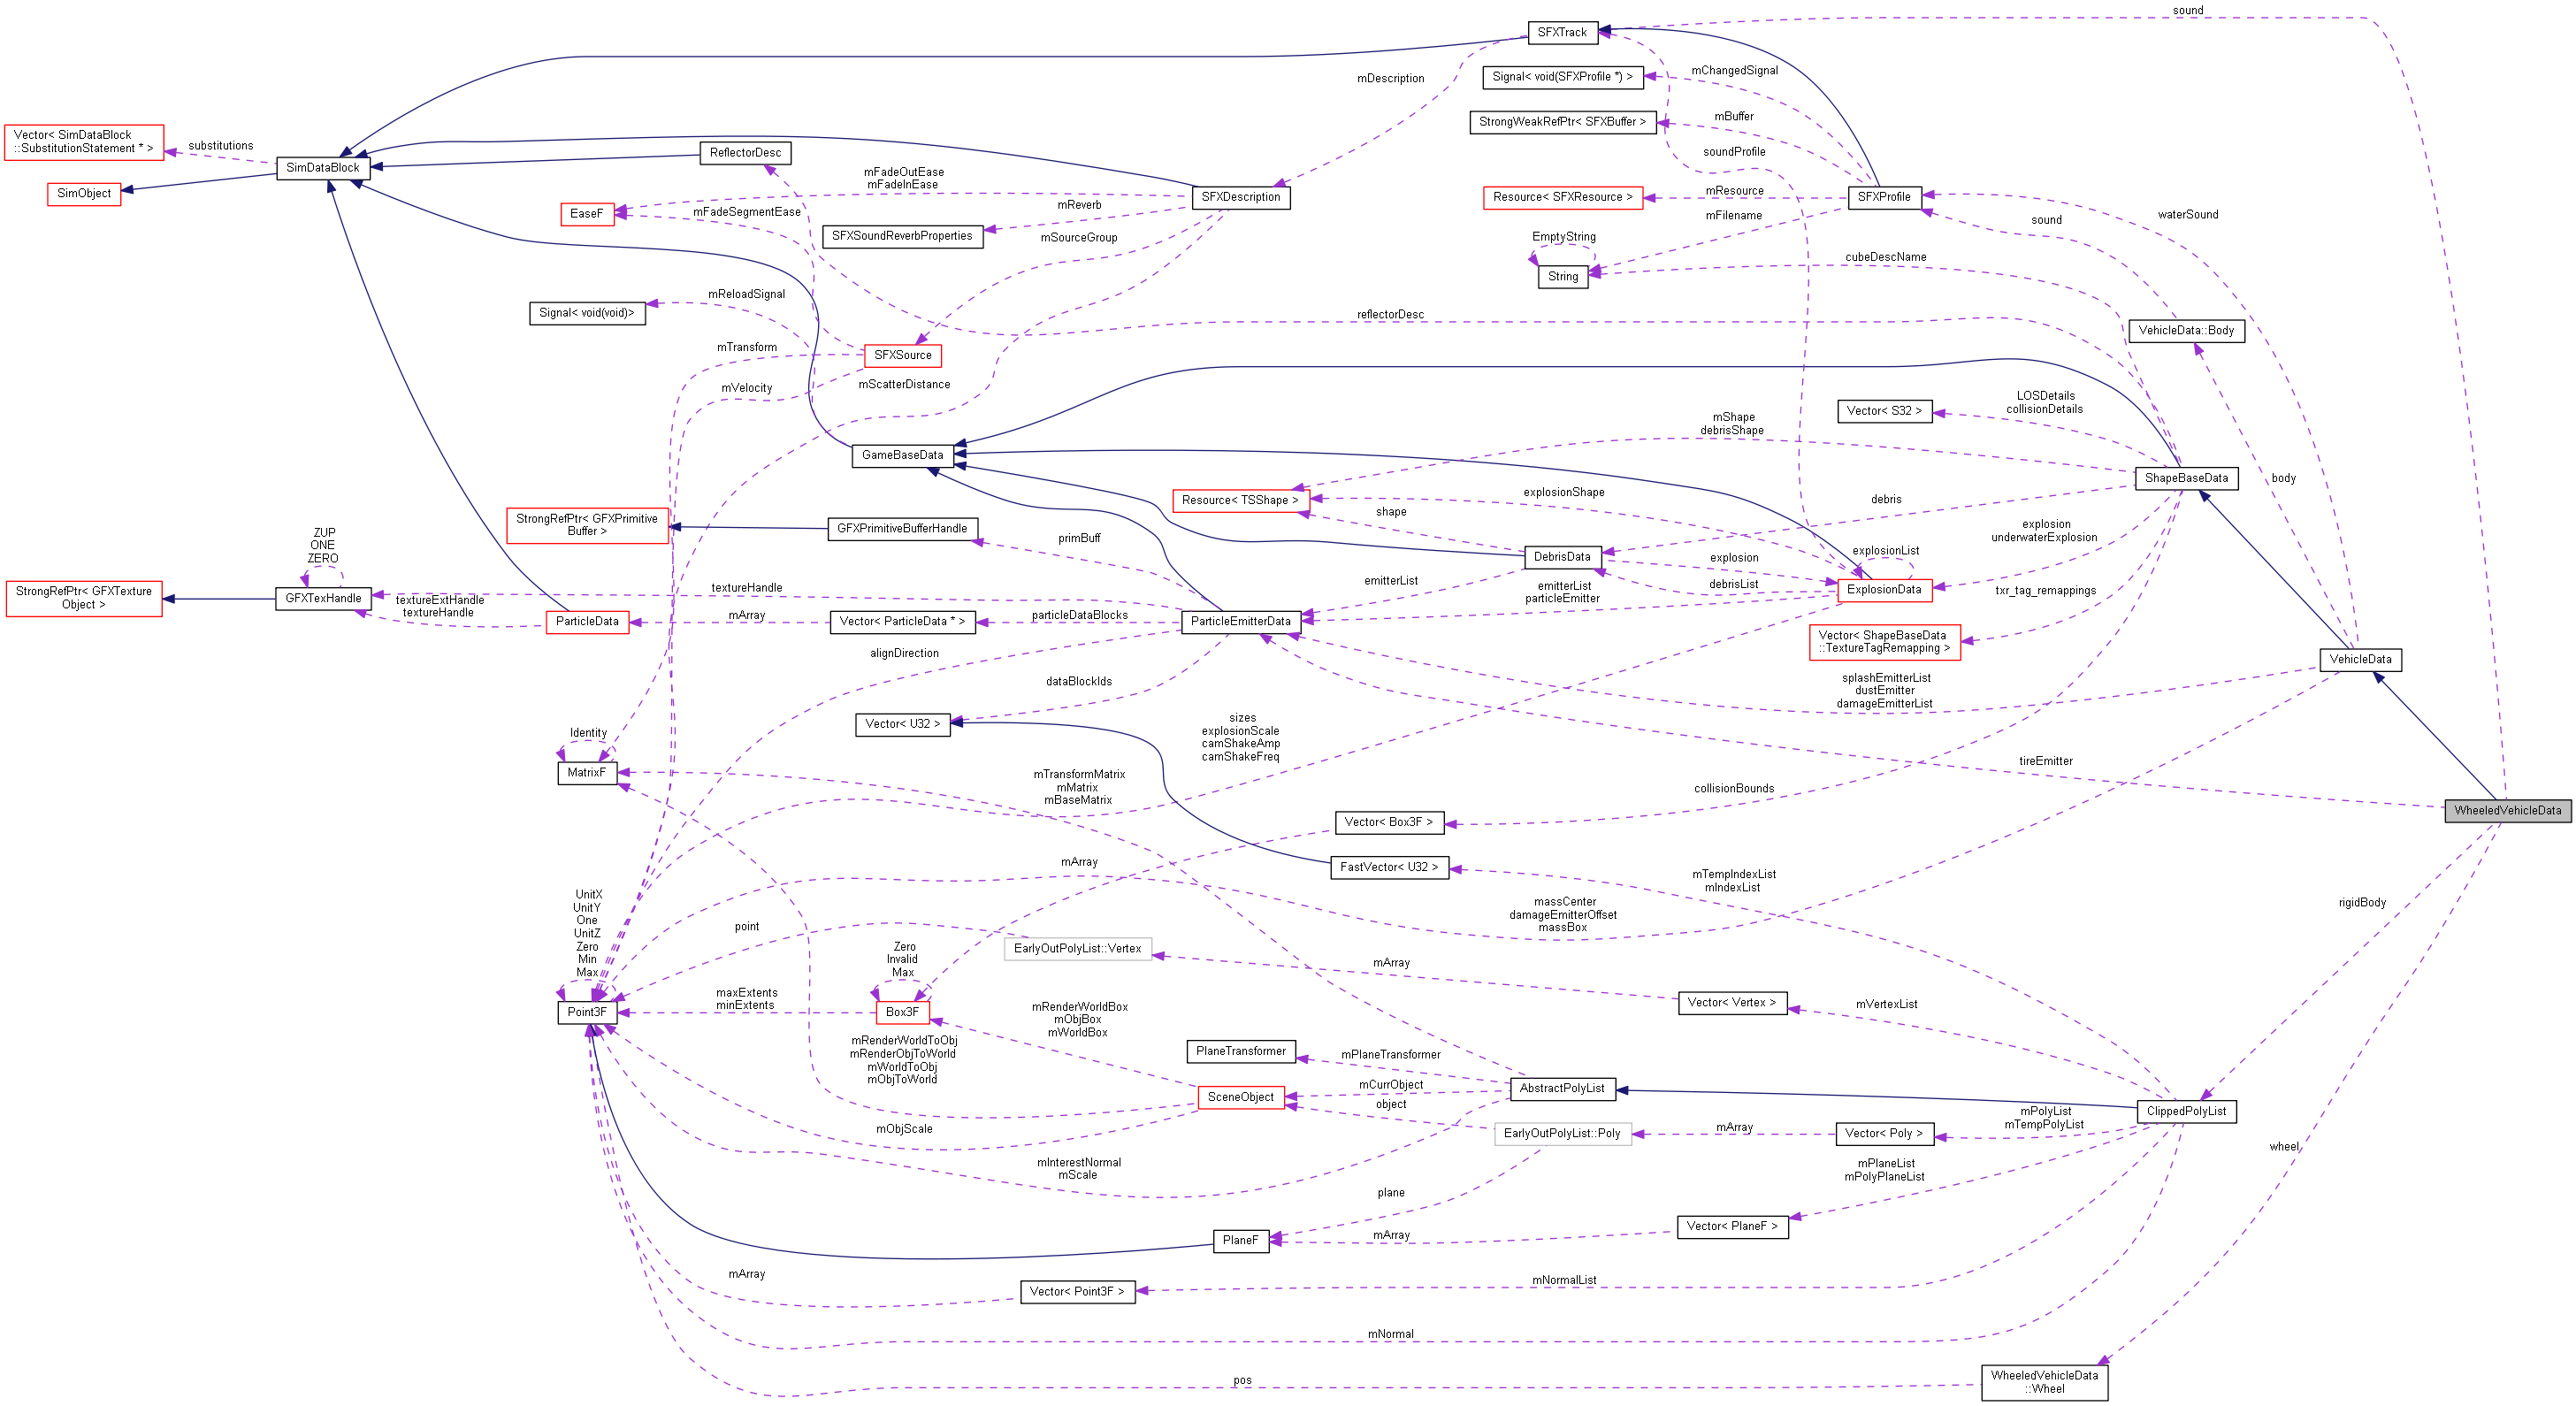 sound
SFXTrack
mDescription
mChangedSignal
Signal< void(SFXProfile *) >
mBuffer
StrongWeakRefPtr< SFXBuffer >
Vector< SimDataBlock
::SubstitutionStatement * >
substitutions
SimDataBlock
ReflectorDesc
soundProfile
SimObject
mFadeOutEase
mFadeInEase
SFXDescription
mResource
Resource< SFXResource >
SFXProfile
EaseF
mFadeSegmentEase
mReverb
mFilename
waterSound
sound
SFXSoundReverbProperties
mSourceGroup
EmptyString
String
cubeDescName
mReloadSignal
Signal< void(void)>
reflectorDesc
VehicleData::Body
mTransform
SFXSource
mVelocity
mScatterDistance
LOSDetails
collisionDetails
Vector< S32 >
mShape
debrisShape
GameBaseData
body
ShapeBaseData
explosionShape
Resource< TSShape >
debris
shape
StrongRefPtr< GFXPrimitive
Buffer >
GFXPrimitiveBufferHandle
primBuff
explosion
underwaterExplosion
ZUP
ONE
ZERO
DebrisData
explosion
explosionList
StrongRefPtr< GFXTexture
Object >
GFXTexHandle
textureHandle
emitterList
debrisList
ExplosionData
txr_tag_remappings
textureExtHandle
textureHandle
emitterList
particleEmitter
ParticleData
mArray
Vector< ParticleData * >
particleDataBlocks
ParticleEmitterData
Vector< ShapeBaseData
::TextureTagRemapping >
alignDirection
VehicleData
dataBlockIds
splashEmitterList
dustEmitter
damageEmitterList
Vector< U32 >
sizes
explosionScale
camShakeAmp
camShakeFreq
Identity
MatrixF
tireEmitter
mTransformMatrix
mMatrix
mBaseMatrix
collisionBounds
WheeledVehicleData
Vector< Box3F >
mArray
FastVector< U32 >
mTempIndexList
mIndexList
UnitX
UnitY
One
UnitZ
Zero
Min
Max
massCenter
damageEmitterOffset
massBox
rigidBody
point
EarlyOutPolyList::Vertex
Zero
Invalid
Max
mArray
maxExtents
minExtents
Point3F
Box3F
mRenderWorldBox
mObjBox
mWorldBox
Vector< Vertex >
mVertexList
mRenderWorldToObj
mRenderObjToWorld
mWorldToObj
mObjToWorld
PlaneTransformer
mPlaneTransformer
mCurrObject
AbstractPolyList
SceneObject
object
ClippedPolyList
mObjScale
EarlyOutPolyList::Poly
mArray
Vector< Poly >
mPolyList
mTempPolyList
wheel
mInterestNormal
mScale
mPlaneList
mPolyPlaneList
plane
Vector< PlaneF >
PlaneF
mArray
mArray
Vector< Point3F >
mNormalList
mNormal
pos
WheeledVehicleData
::Wheel